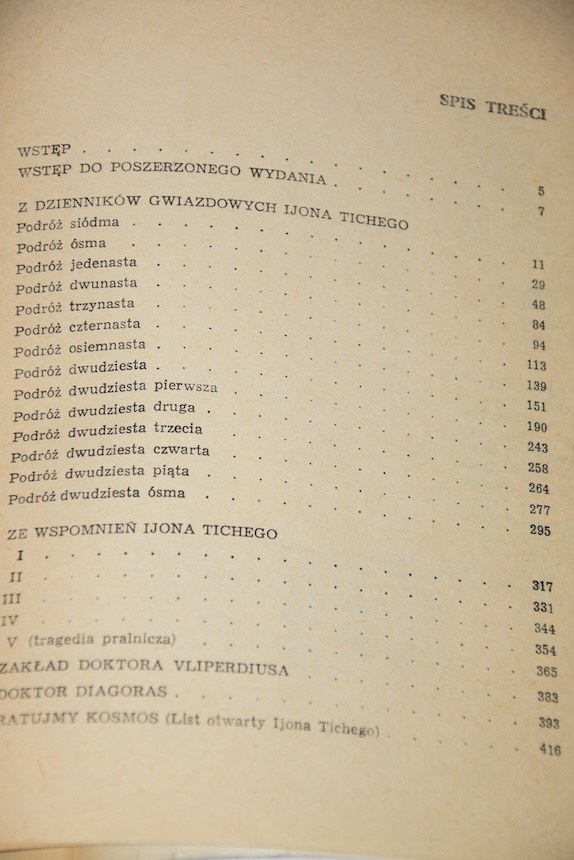 SPIS TREŚCI
WSTĘP . . . . . . . . . . 5
WSTĘP DO POSZERZONEGO WYDANIA . . . . . 7
Z DZIENNIKÓW GWIAZDOWYCH IJONA TICHEGO
Podróż siódma . . . . . . . . . 11
Podróż ósma . . . . . . . . . 29
Podróż jedenasta . . . . . . . . . 48
Podróż dwunasta . . . . . . . . . 84
Podróż trzynasta . . . . . . . . . 94
Podróż czternasta . . . . . . . . . 113
Podróż osiemnasta . . . . . . . . . 139
Podróż dwudziesta . . . . . . . . . 151
Podróż dwudziesta pierwsza . . . . . . . 190
Podróż dwudziesta druga . . . . . . . 243
Podróż dwudziesta trzecia . . . . . . . 258
Podróż dwudziesta czwarta . . . . . . . 264
Podróż dwudziesta piąta . . . . . . . 277
Podróż dwudziesta ósma . . . . . . . 295
ZE WSPOMNIEŃ IJONA TICHEGO
I . . . . . . . . . . . 317
II . . . . . . . . . . . 331
III . . . . . . . . . . . 344
IV . . . . . . . . . . . 354
V (tragedia pralnicza) . . . . . . . 365
ZAKŁAD DOKTORA VLIPERDIUSA . . . . . 383
DOKTOR DIAGORAS . . . . . . . . 393
RATUJMY KOSMOS (List otwarty Ijona Tichego) . . . . 416